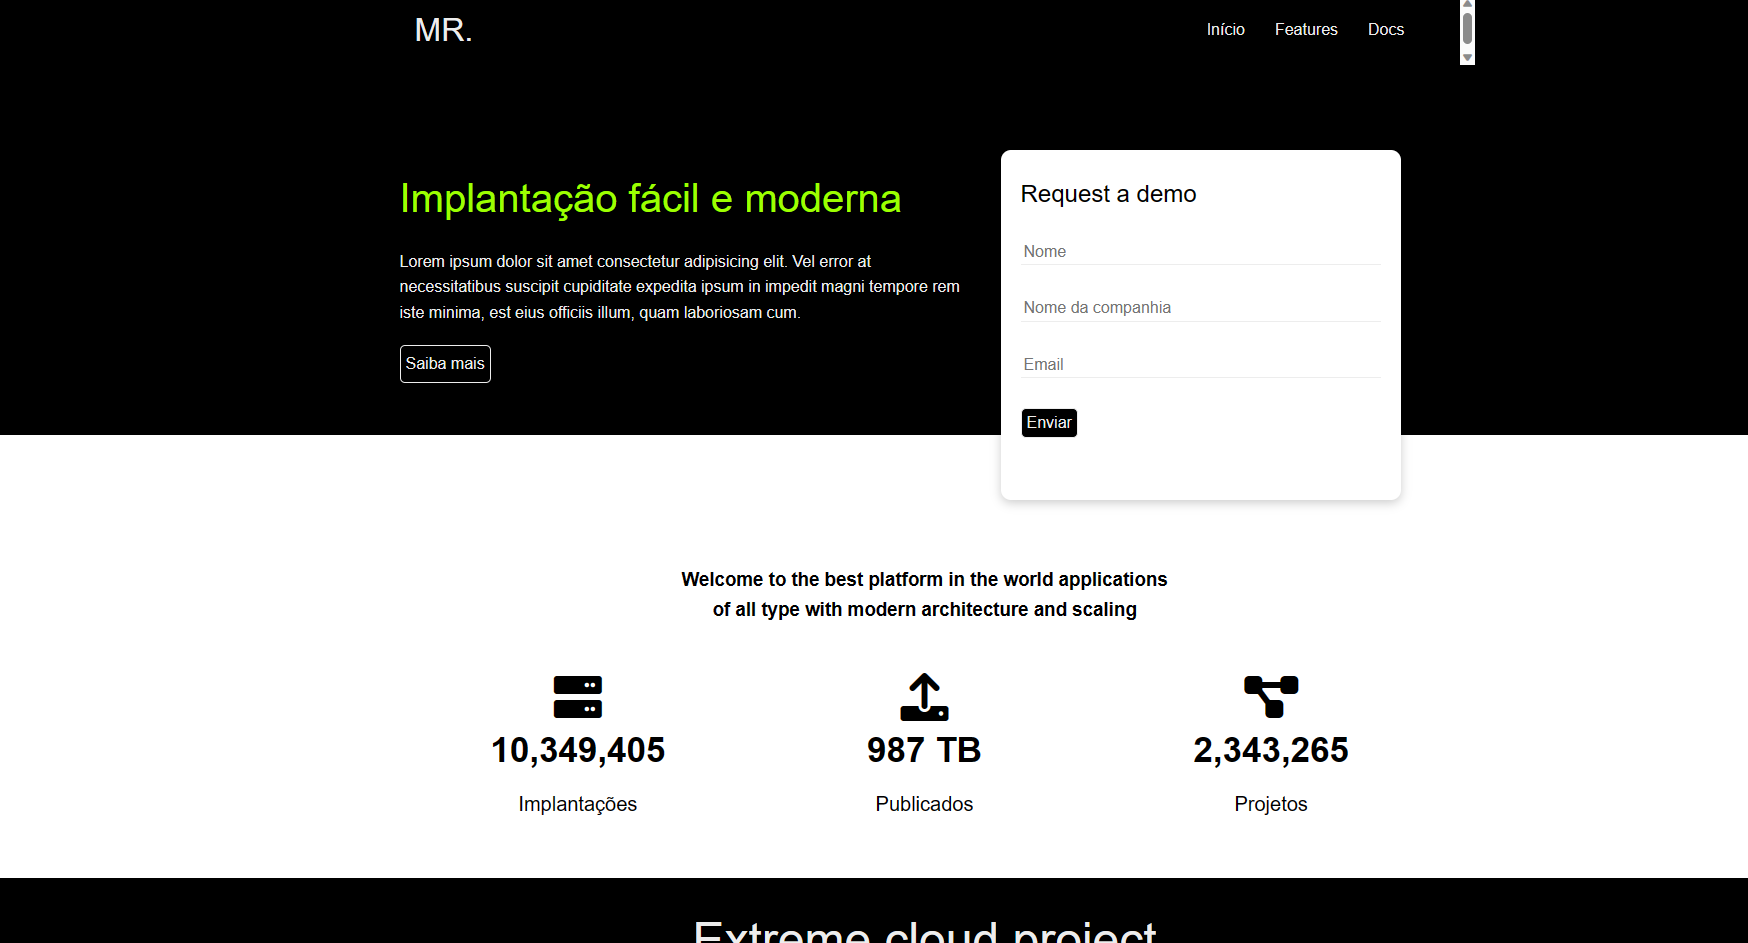 MR.
Início Features Docs
Implantação fácil e moderna
Lorem ipsum dolor sit amet consectetur adipisicing elit. Vel error at
necessitatibus suscipit cupiditate expedita ipsum in impedit magni tempore rem
iste minima, est eius officiis illum, quam laboriosam cum.
Saiba mais
Request a demo
Nome
Nome da companhia
Email
Enviar
Welcome to the best platform in the world applications
of all type with modern architecture and scaling
10,349,405
Implantações
987 TB
Publicados
2,343,265
Projetos
Extreme cloud project